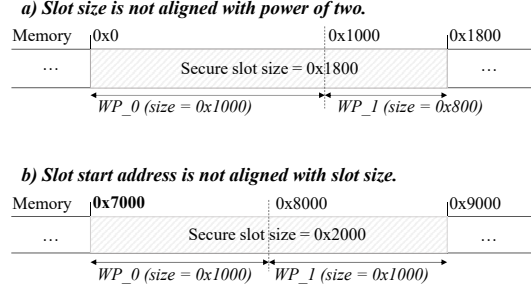 a) Slot size is not aligned with power of two.
Memory 0x0 0x1000 0x1800
… Secure slot size = 0x1800 …
WP_0 (size = 0x1000) WP_1 (size = 0x800)
b) Slot start address is not aligned with slot size.
Memory 0x7000 0x8000 0x9000
… Secure slot size = 0x2000 …
WP_0 (size = 0x1000) WP_1 (size = 0x1000)